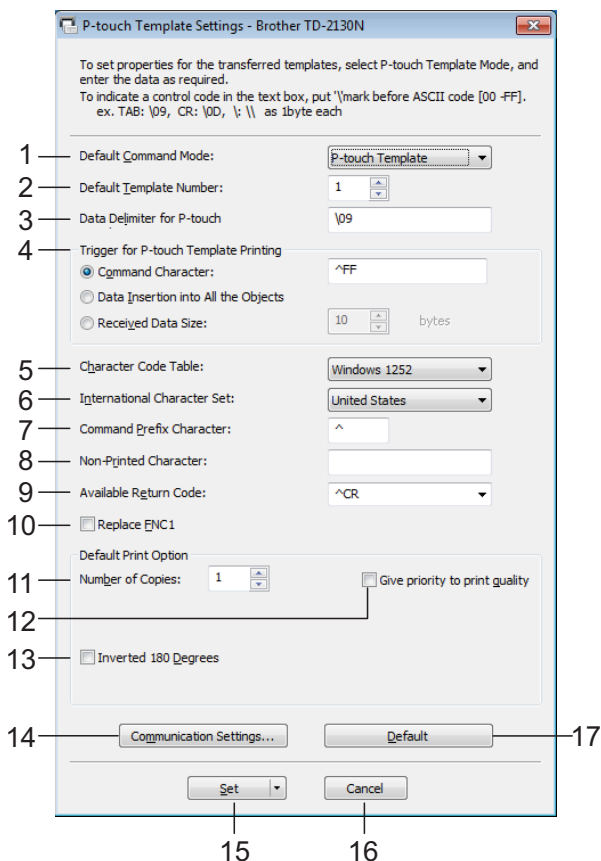 P-touch Template Settings - Brother TD-2130N
To set properties for the transferred templates, select P-touch Template Mode, and
enter the data as required.
To indicate a control code in the text box, put '\'mark before ASCII code [00 -FF].
ex. TAB: \09, CR: \0D, \: \\ as 1byte each
1 Default Command Mode: P-touch Template
2 Default Template Number: 1
3 Data Delimiter for P-touch \09
4 Trigger for P-touch Template Printing
Command Character: ^FF
Data Insertion into All the Objects
Received Data Size: 10 bytes
5 Character Code Table: Windows 1252
6 International Character Set: United States
7 Command Prefix Character: ^
8 Non-Printed Character:
9 Available Return Code: ^CR
10 Replace FNC1
Default Print Option
11 Number of Copies: 1 Give priority to print quality
12
13 Inverted 180 Degrees
14 Communication Settings... Default 17
Set Cancel
15 16